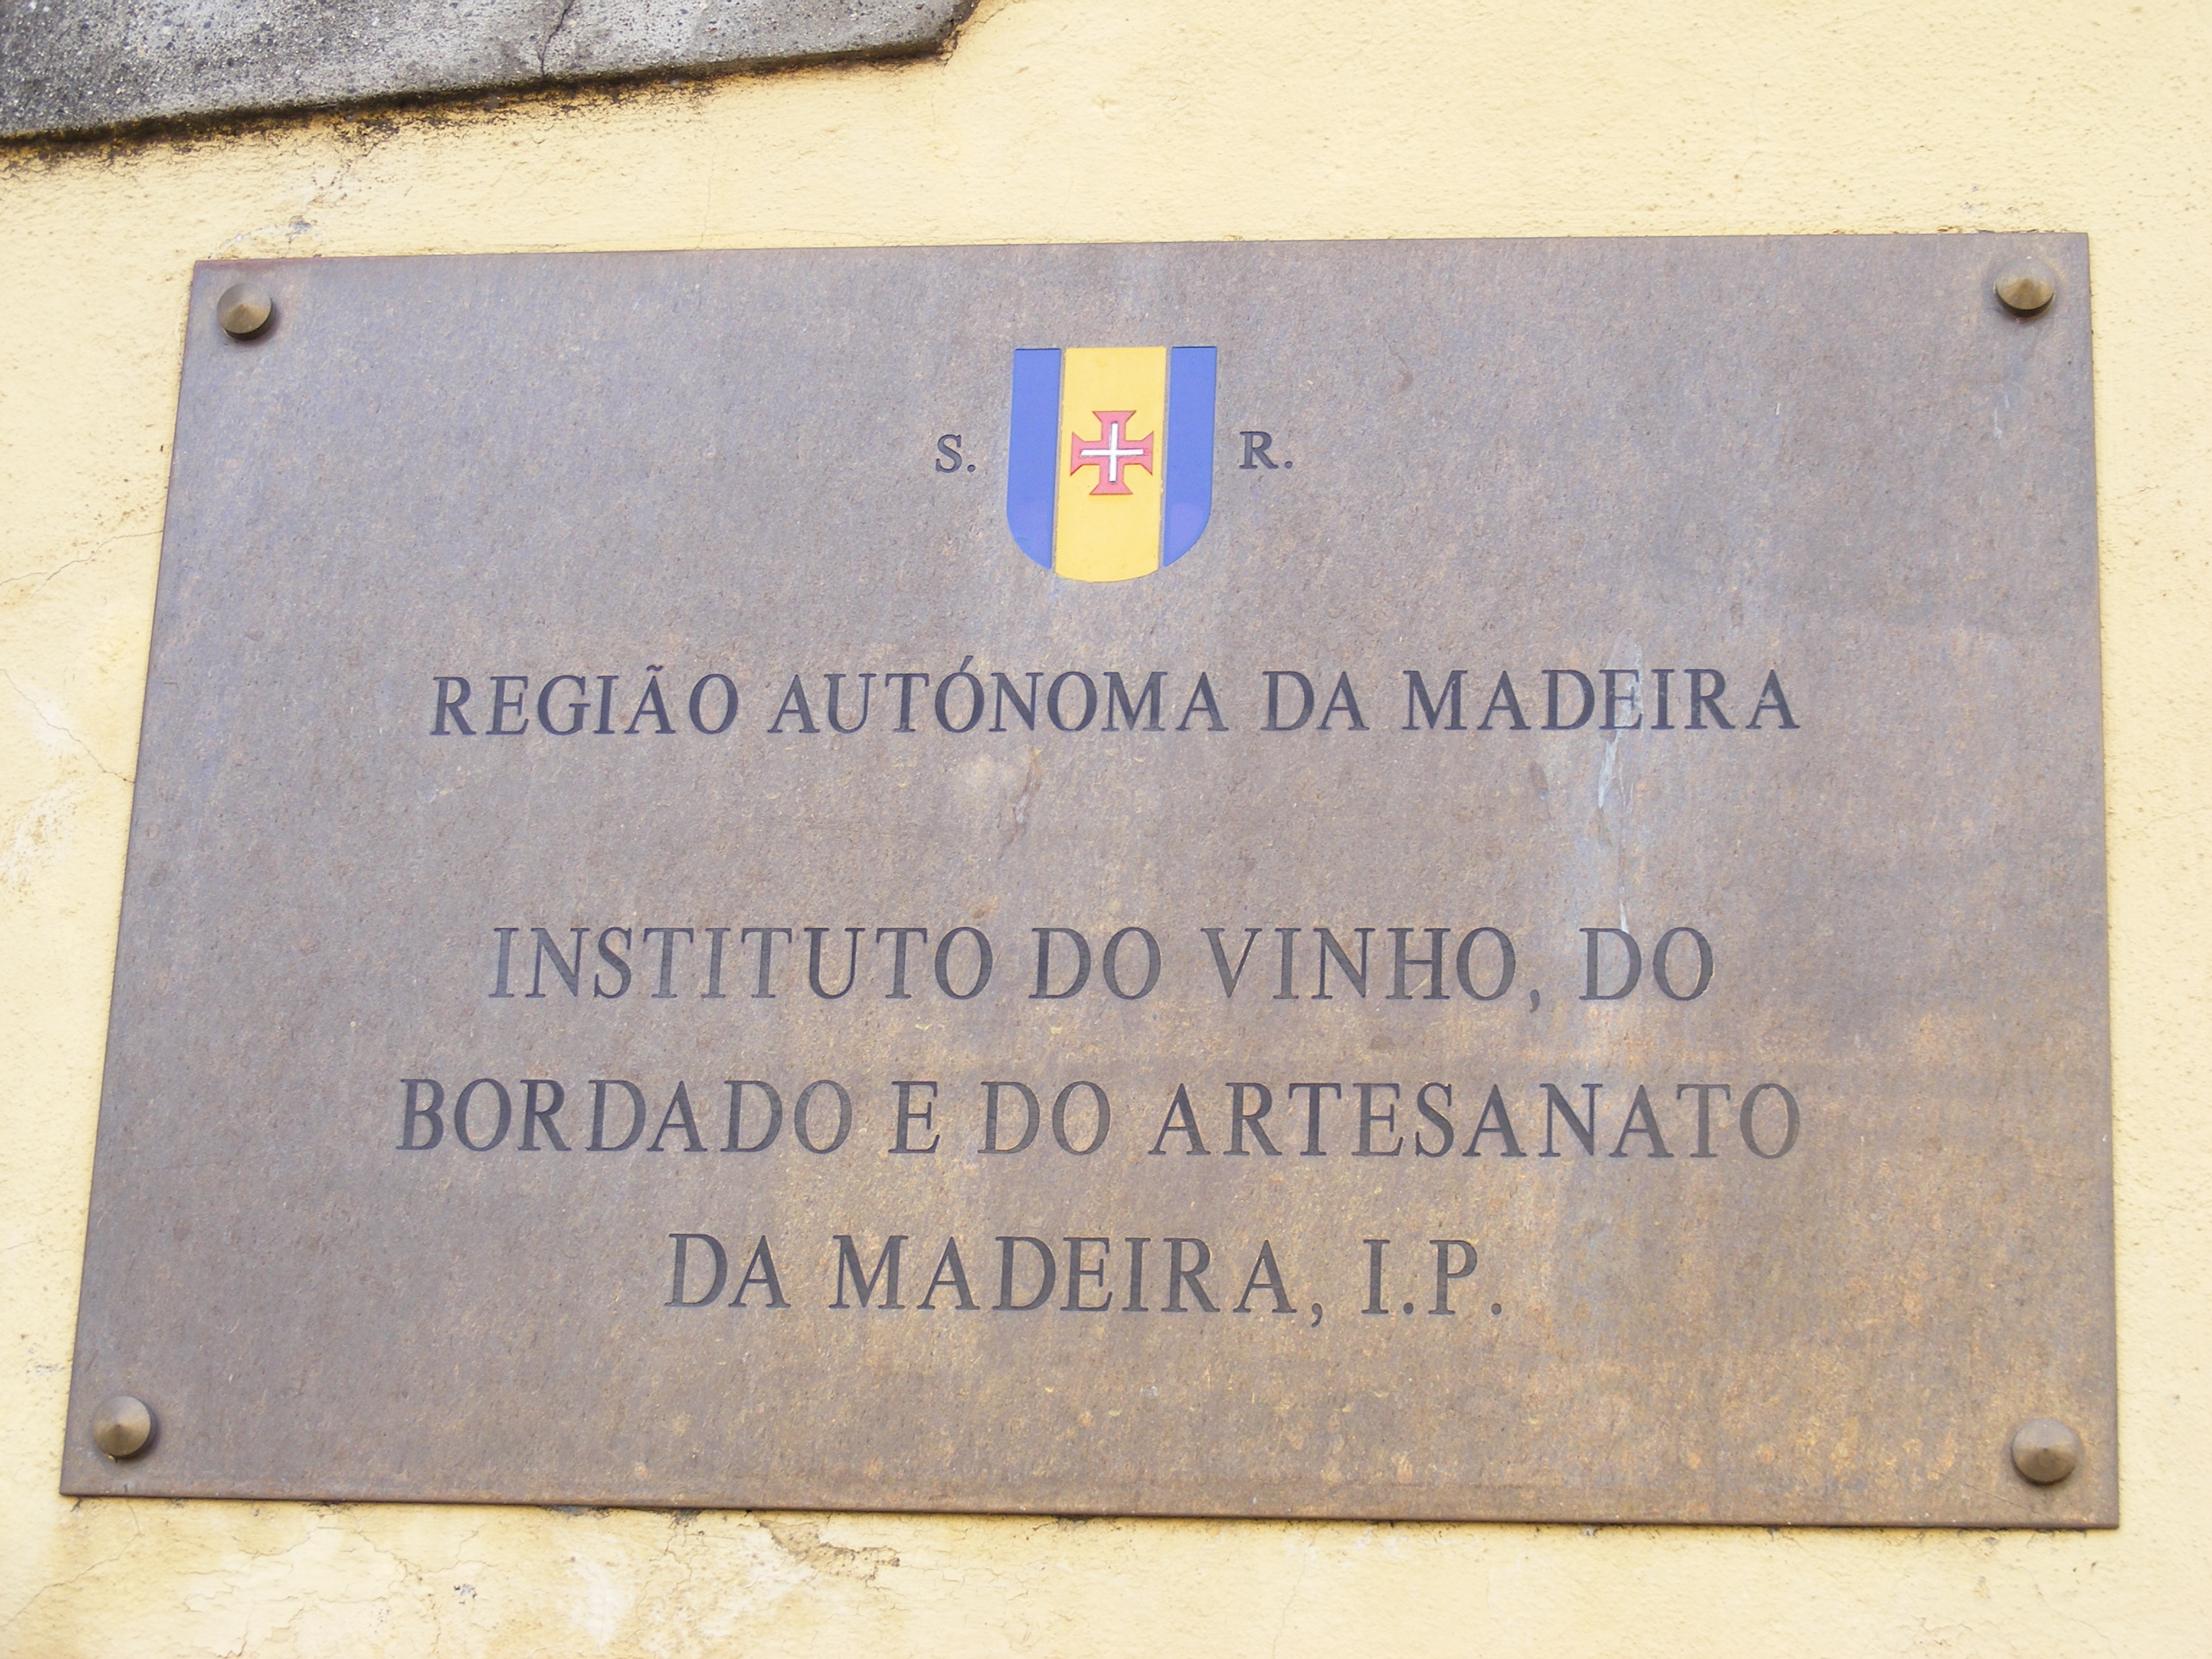 S. R.
REGIÃO AUTÓNOMA DA MADEIRA
INSTITUTO DO VINHO, DO
BORDADO E DO ARTESANATO
DA MADEIRA, I.P.